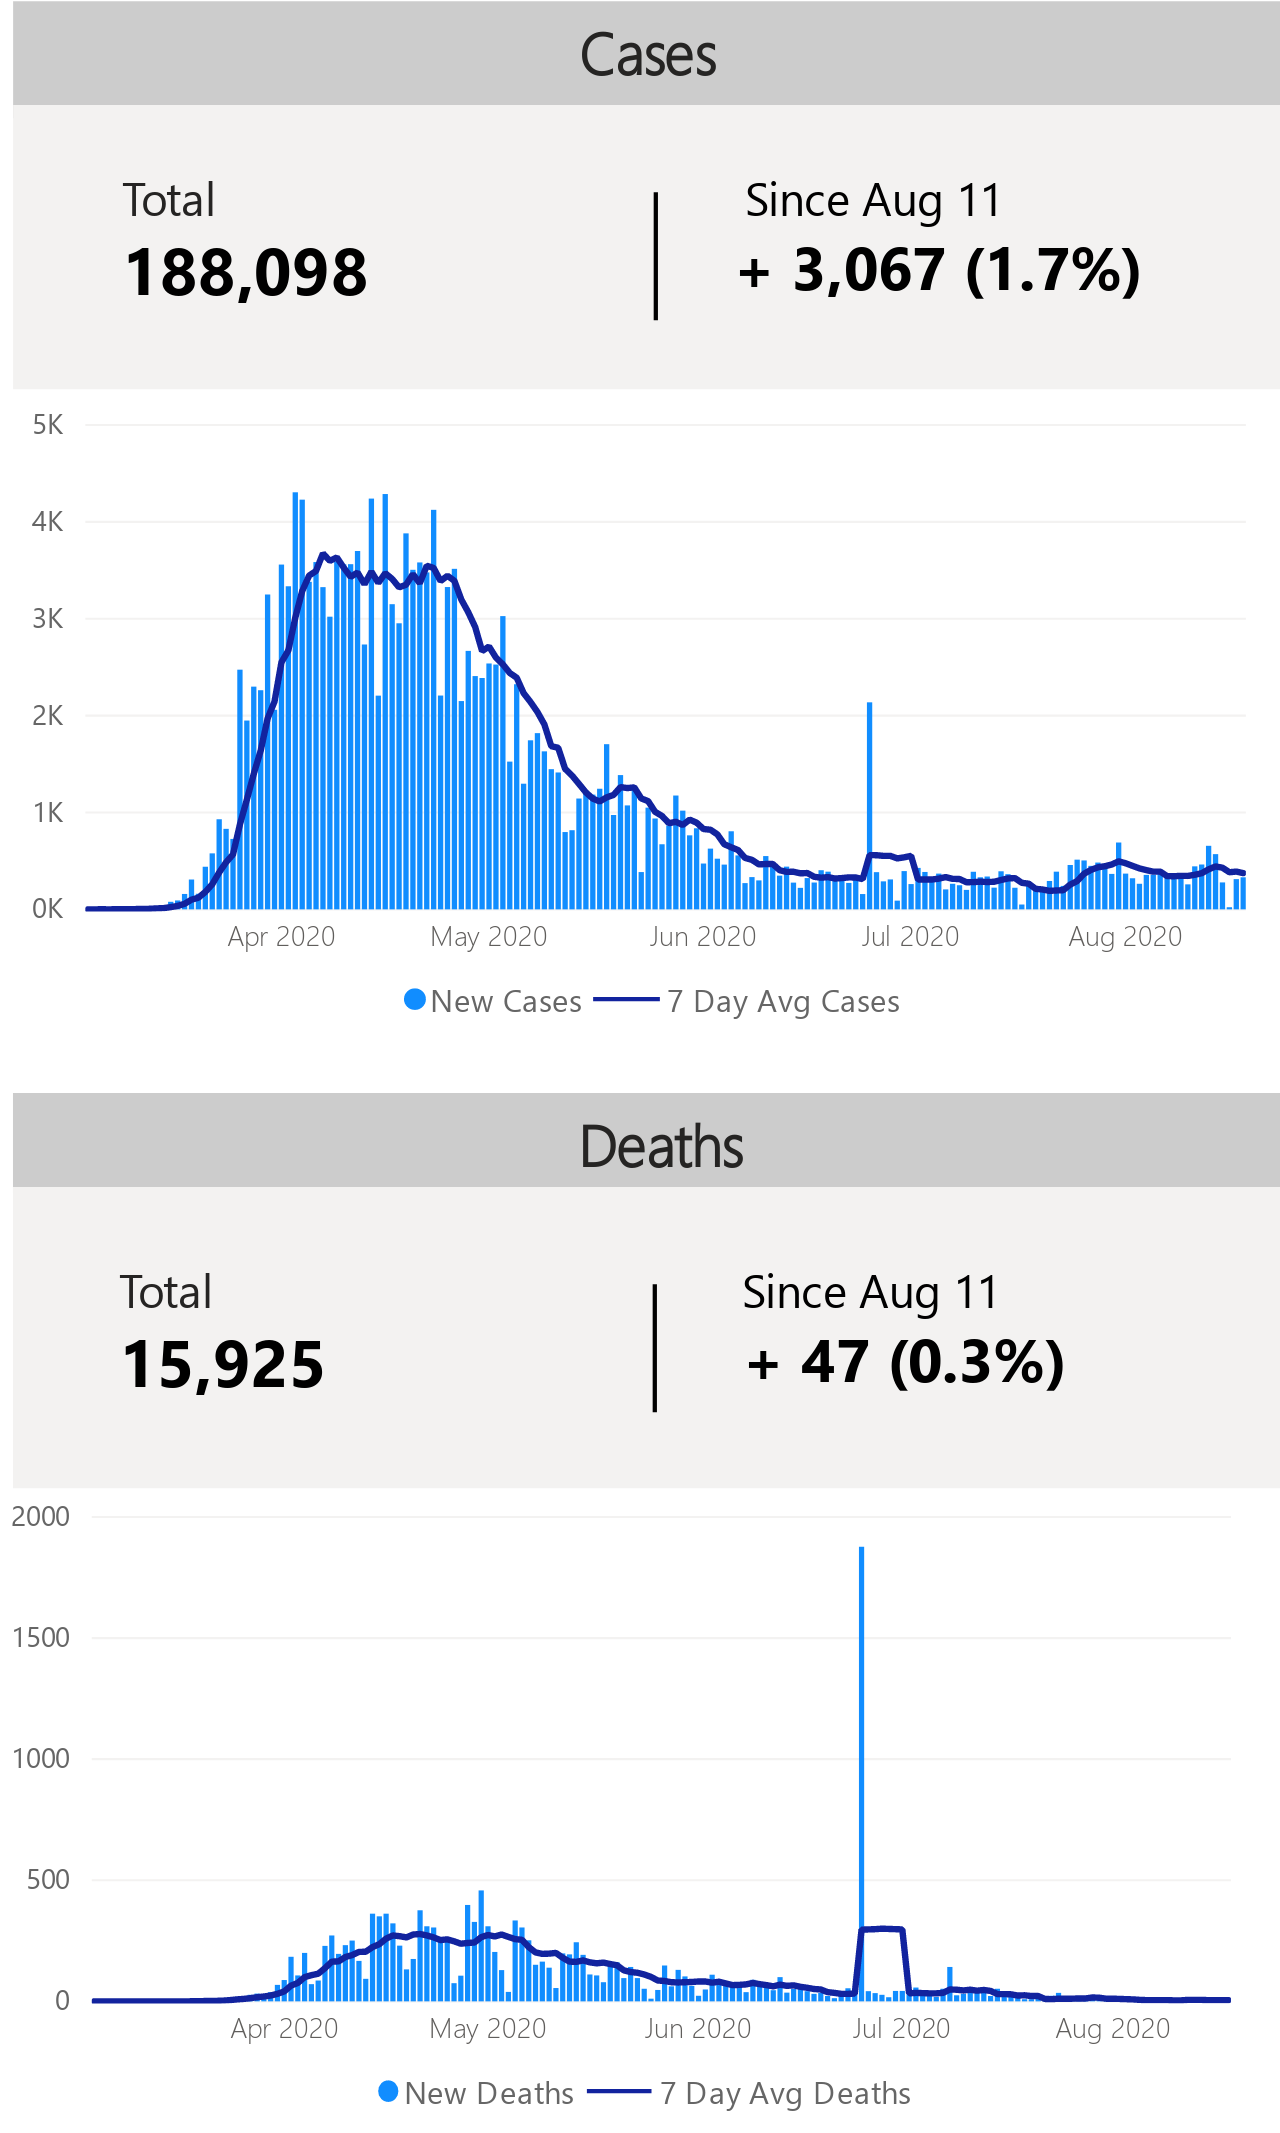 Cases
Total
Since Aug 11
188,098
+ 3,067 (1.7%)
5K
4K
3K
2K
1K
0K
Apr 2020 May 2020 Jun 2020 Jul 2020 Aug 2020
New Cases 7 Day Avg Cases
Deaths
Total
Since Aug 11
15,925
+ 47 (0.3%)
2000
1500
1000
500
0
Apr 2020 May 2020 Jun 2020 Jul 2020 Aug 2020
New Deaths 7 Day Avg Deaths